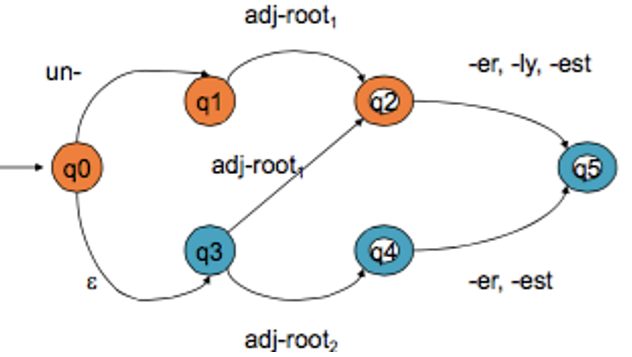 adj-root₁
-er, -ly, -est
un-
q1
q2
adj-root₁
q0
q5
q3
q4
ε
-er, -est
adj-root₂